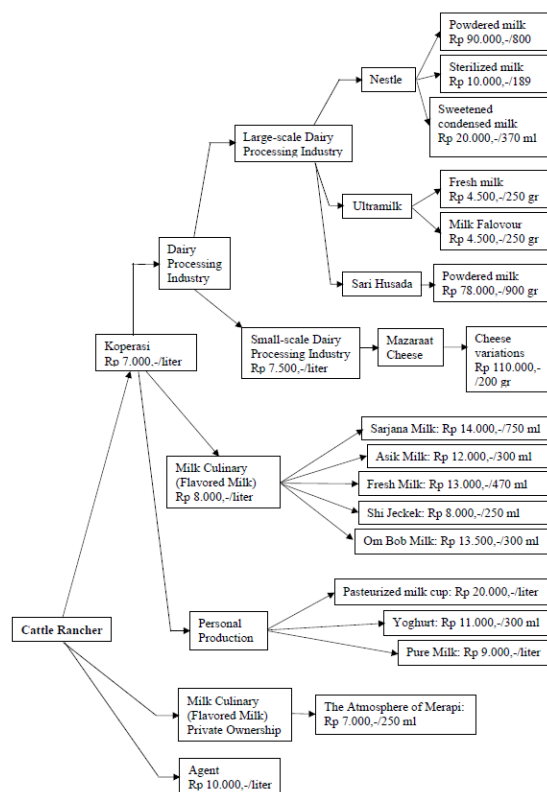 Powdered milk
Rp 90.000,-/800
Nestle
Sterilized milk
Rp 10.000,-/189
Sweetened
condensed milk
Rp 20.000,-/370 ml
Large-scale Dairy
Processing Industry
Fresh milk
Rp 4.500,-/250 gr
Ultramilk
Milk Falovour
Rp 4.500,-/250 gr
Dairy
Processing
Industry
Sari Husada
Powdered milk
Rp 78.000,-/900 gr
Koperasi
Rp 7.000,-/liter
Small-scale Dairy
Processing Industry
Rp 7.500,-/liter
Mazaraat
Cheese
Cheese
variations
Rp 110.000,-
/200 gr
Milk Culinary
(Flavored Milk)
Rp 8.000,-/liter
Sarjana Milk: Rp 14.000,-/750 ml
Asik Milk: Rp 12.000,-/300 ml
Fresh Milk: Rp 13.000,-/470 ml
Shi Jeckek: Rp 8.000,-/250 ml
Om Bob Milk: Rp 13.500,-/300 ml
Personal
Production
Pasteurized milk cup: Rp 20.000,-/liter
Yoghurt: Rp 11.000,-/300 ml
Pure Milk: Rp 9.000,-/liter
Cattle Rancher
Milk Culinary
(Flavored Milk)
Private Ownership
The Atmosphere of Merapi:
Rp 7.000,-/250 ml
Agent
Rp 10.000,-/liter